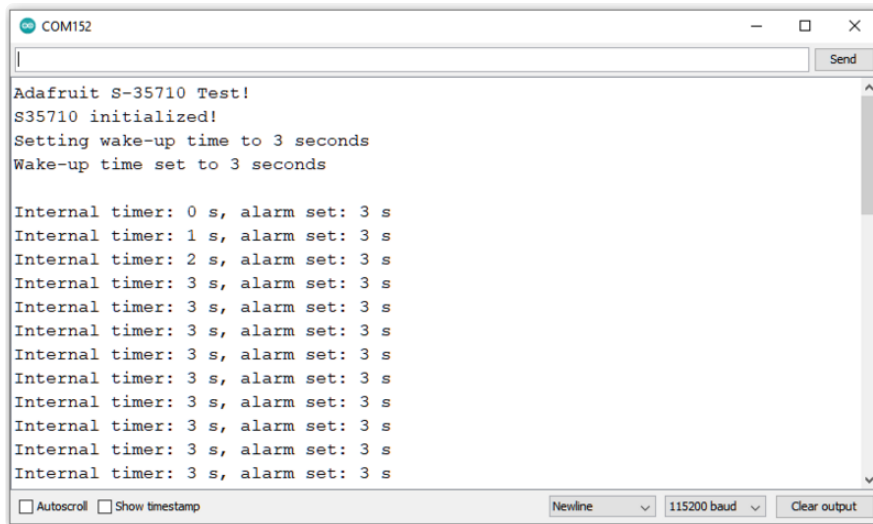 COM152
Send
Adafruit S-35710 Test!
S35710 initialized!
Setting wake-up time to 3 seconds
Wake-up time set to 3 seconds
Internal timer: 0 s, alarm set: 3 s
Internal timer: 1 s, alarm set: 3 s
Internal timer: 2 s, alarm set: 3 s
Internal timer: 3 s, alarm set: 3 s
Internal timer: 3 s, alarm set: 3 s
Internal timer: 3 s, alarm set: 3 s
Internal timer: 3 s, alarm set: 3 s
Internal timer: 3 s, alarm set: 3 s
Internal timer: 3 s, alarm set: 3 s
Internal timer: 3 s, alarm set: 3 s
Internal timer: 3 s, alarm set: 3 s
Internal timer: 3 s, alarm set: 3 s
Autoscroll Show timestamp Newline 115200 baud Clear output